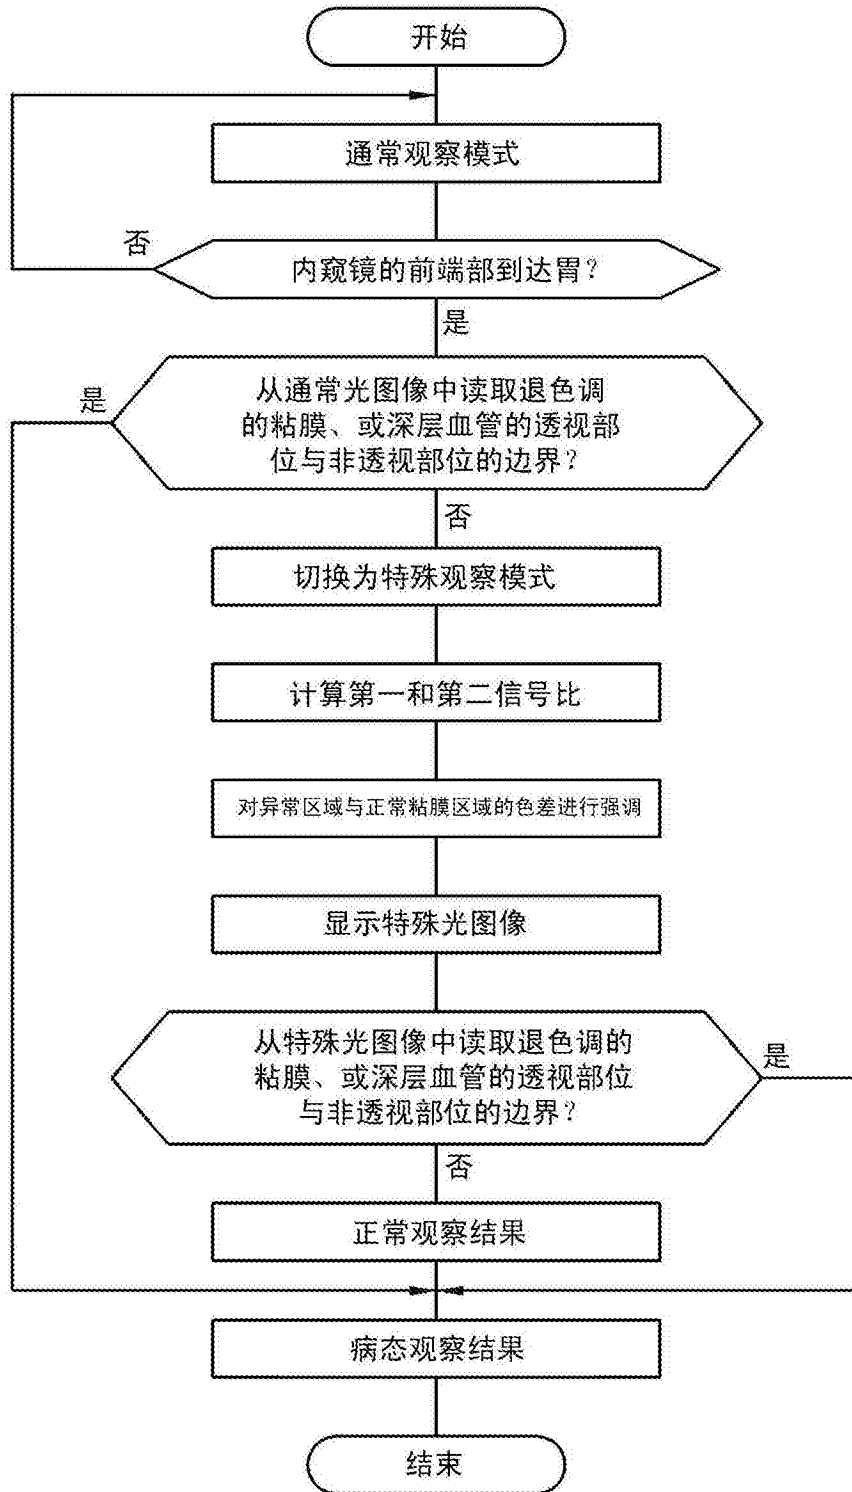 开始
通常观察模式
否
内窥镜的前端部到达胃？
是
是
从通常光图像中读取退色调
的粘膜、或深层血管的透视部
位与非透视部位的边界？
否
切换为特殊观察模式
计算第一和第二信号比
对异常区域与正常粘膜区域的色差进行强调
显示特殊光图像
从特殊光图像中读取退色调的
粘膜、或深层血管的透视部位
与非透视部位的边界？
是
否
正常观察结果
病态观察结果
结束